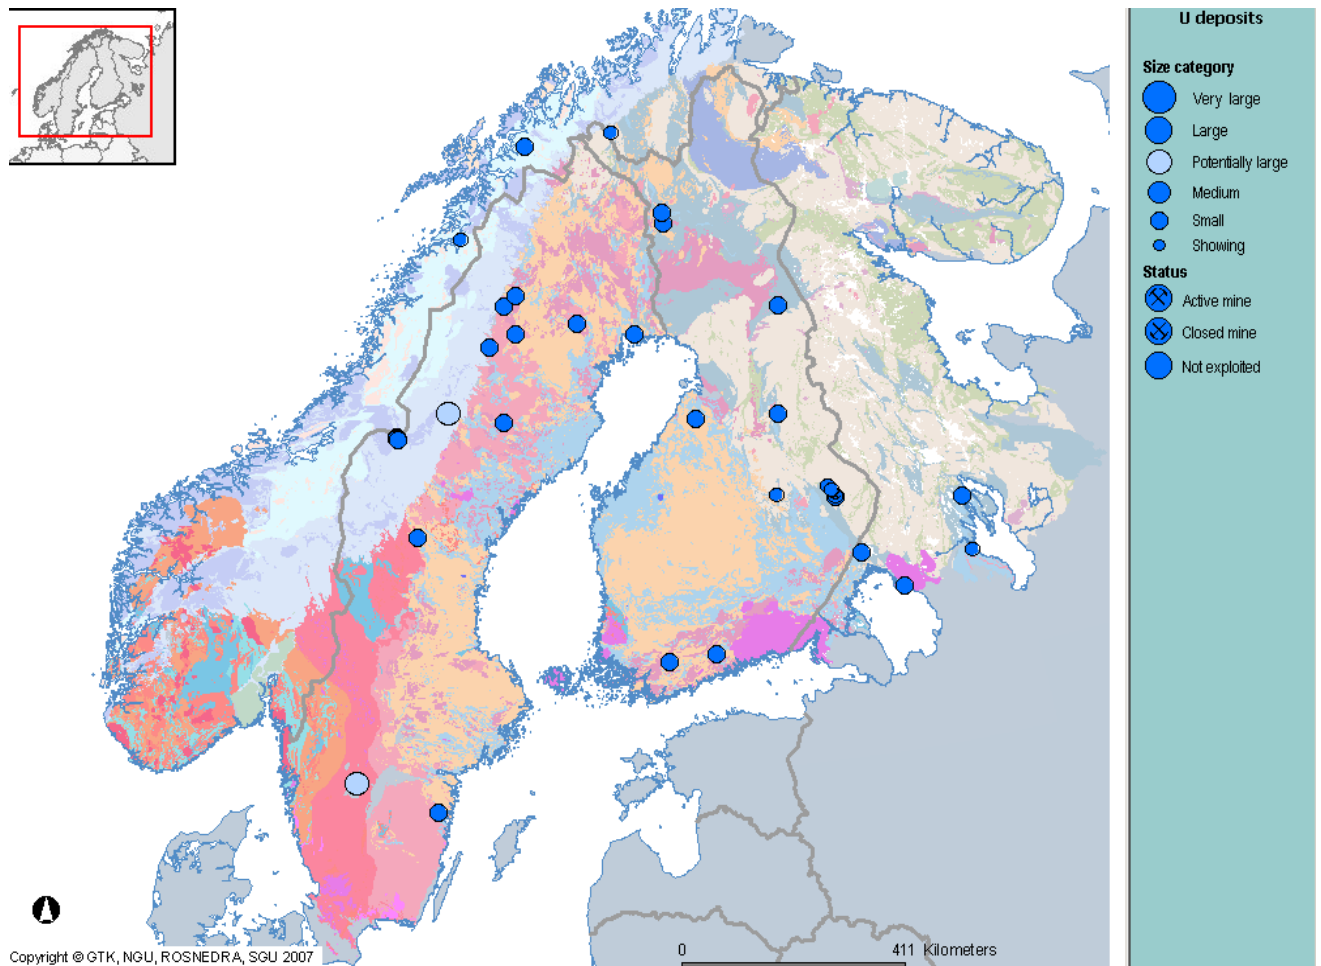 U deposits
Size category
Very large
Large
Potentially large
Medium
Small
Showing
Status
Active mine
Closed mine
Not exploited
0 411 Kilometers
Copyright © GTK, NGU, ROSNEDRA, SGU 2007